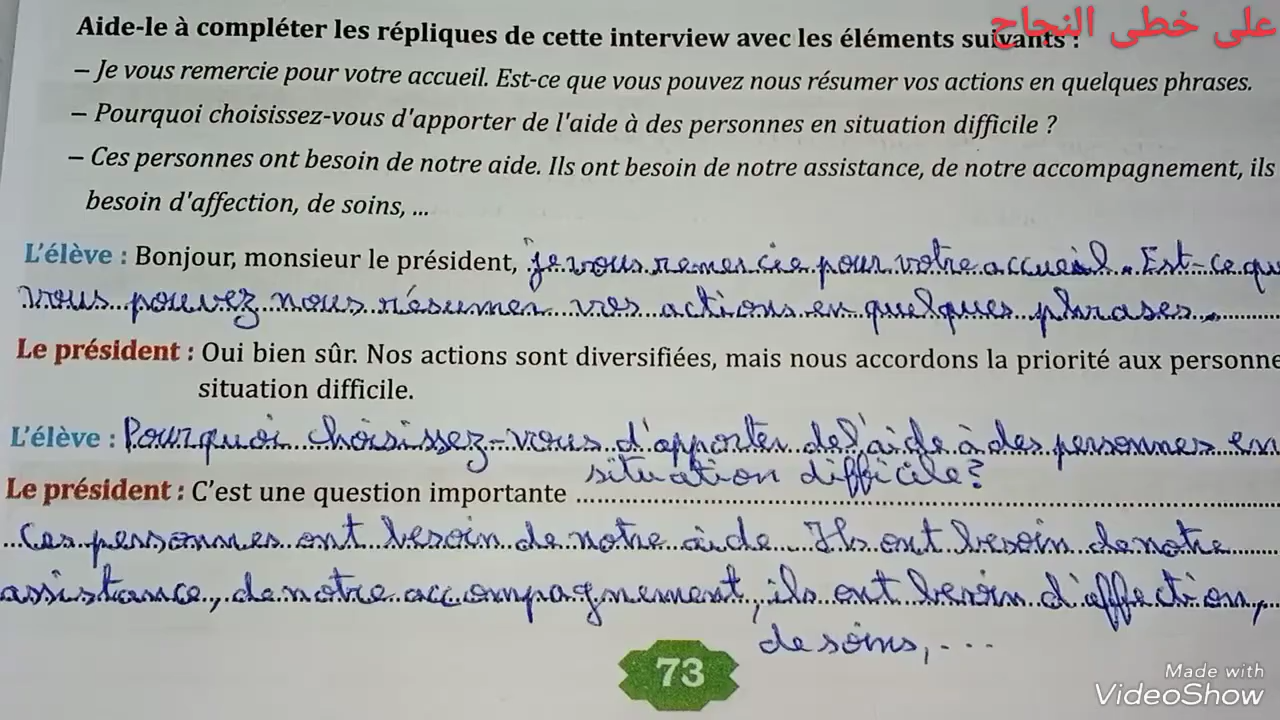 على خطى النجاح
Aide-le à compléter les répliques de cette interview avec les éléments suivants :
– Je vous remercie pour votre accueil. Est-ce que vous pouvez nous résumer vos actions en quelques phrases.
– Pourquoi choisissez-vous d'apporter de l'aide à des personnes en situation difficile ?
– Ces personnes ont besoin de notre aide. Ils ont besoin de notre assistance, de notre accompagnement, ils
besoin d'affection, de soins, ...
L'élève : Bonjour, monsieur le président, je vous remercie pour votre accueil. Est-ce que
vous pouvez nous résumer vos actions en quelques phrases.
Le président : Oui bien sûr. Nos actions sont diversifiées, mais nous accordons la priorité aux personne
situation difficile.
L'élève : Pourquoi choisissez-vous d'apporter de l'aide à des personnes en
situation difficile?
Le président : C'est une question importante
Ces personnes ont besoin de notre aide. Ils ont besoin de notre
assistance, de notre accompagnement, ils ont besoin d'affection,
de soins, ...
73
Made with
VideoShow